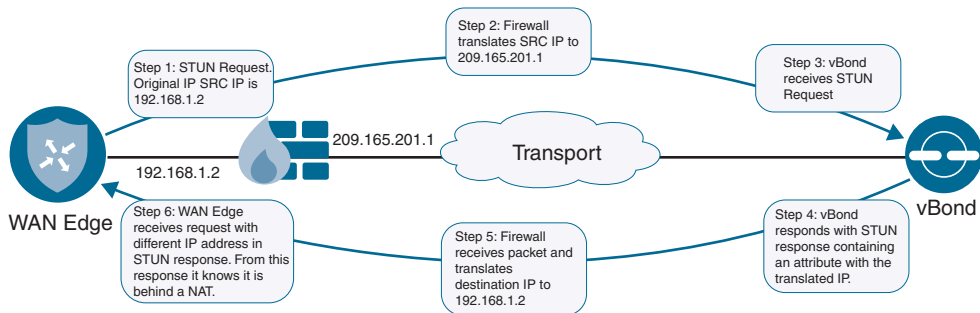 Step 1: STUN Request.
Original IP SRC IP is
192.168.1.2
Step 2: Firewall
translates SRC IP to
209.165.201.1
Step 3: vBond
receives STUN
Request
209.165.201.1
192.168.1.2
Transport
WAN Edge
vBond
Step 6: WAN Edge
receives request with
different IP address in
STUN response. From this
response it knows it is
behind a NAT.
Step 5: Firewall
receives packet and
translates
destination IP to
192.168.1.2
Step 4: vBond
responds with STUN
response containing
an attribute with the
translated IP.